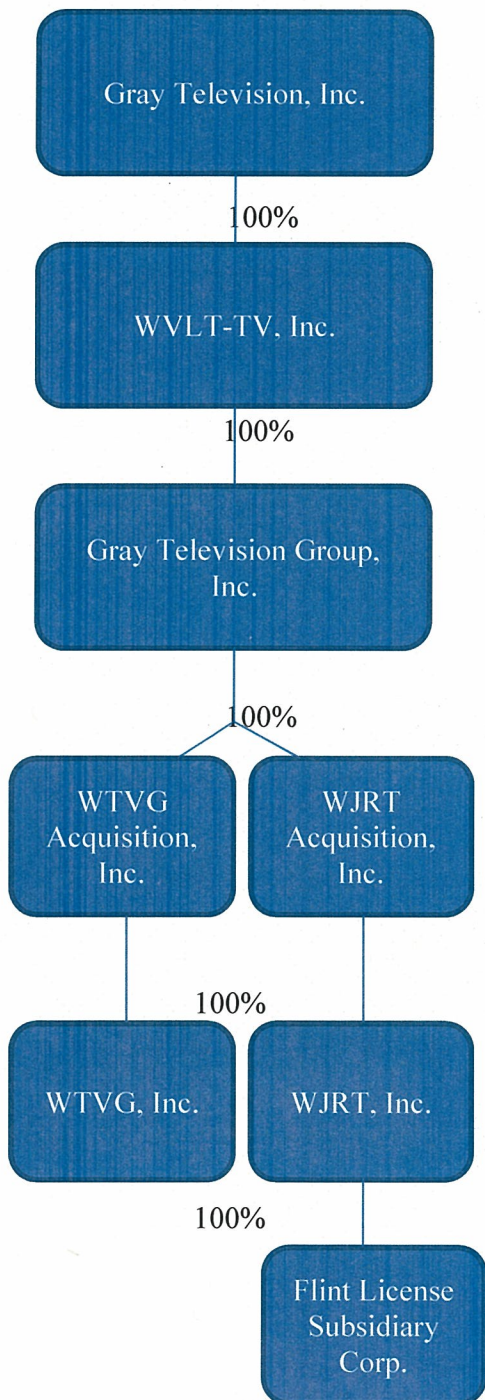 Gray Television, Inc.
100%
WVLT-TV, Inc.
100%
Gray Television Group,
Inc.
100%
WTVG
Acquisition,
Inc.
WJRT
Acquisition,
Inc.
100%
WTVG, Inc.
WJRT, Inc.
100%
Flint License
Subsidiary
Corp.